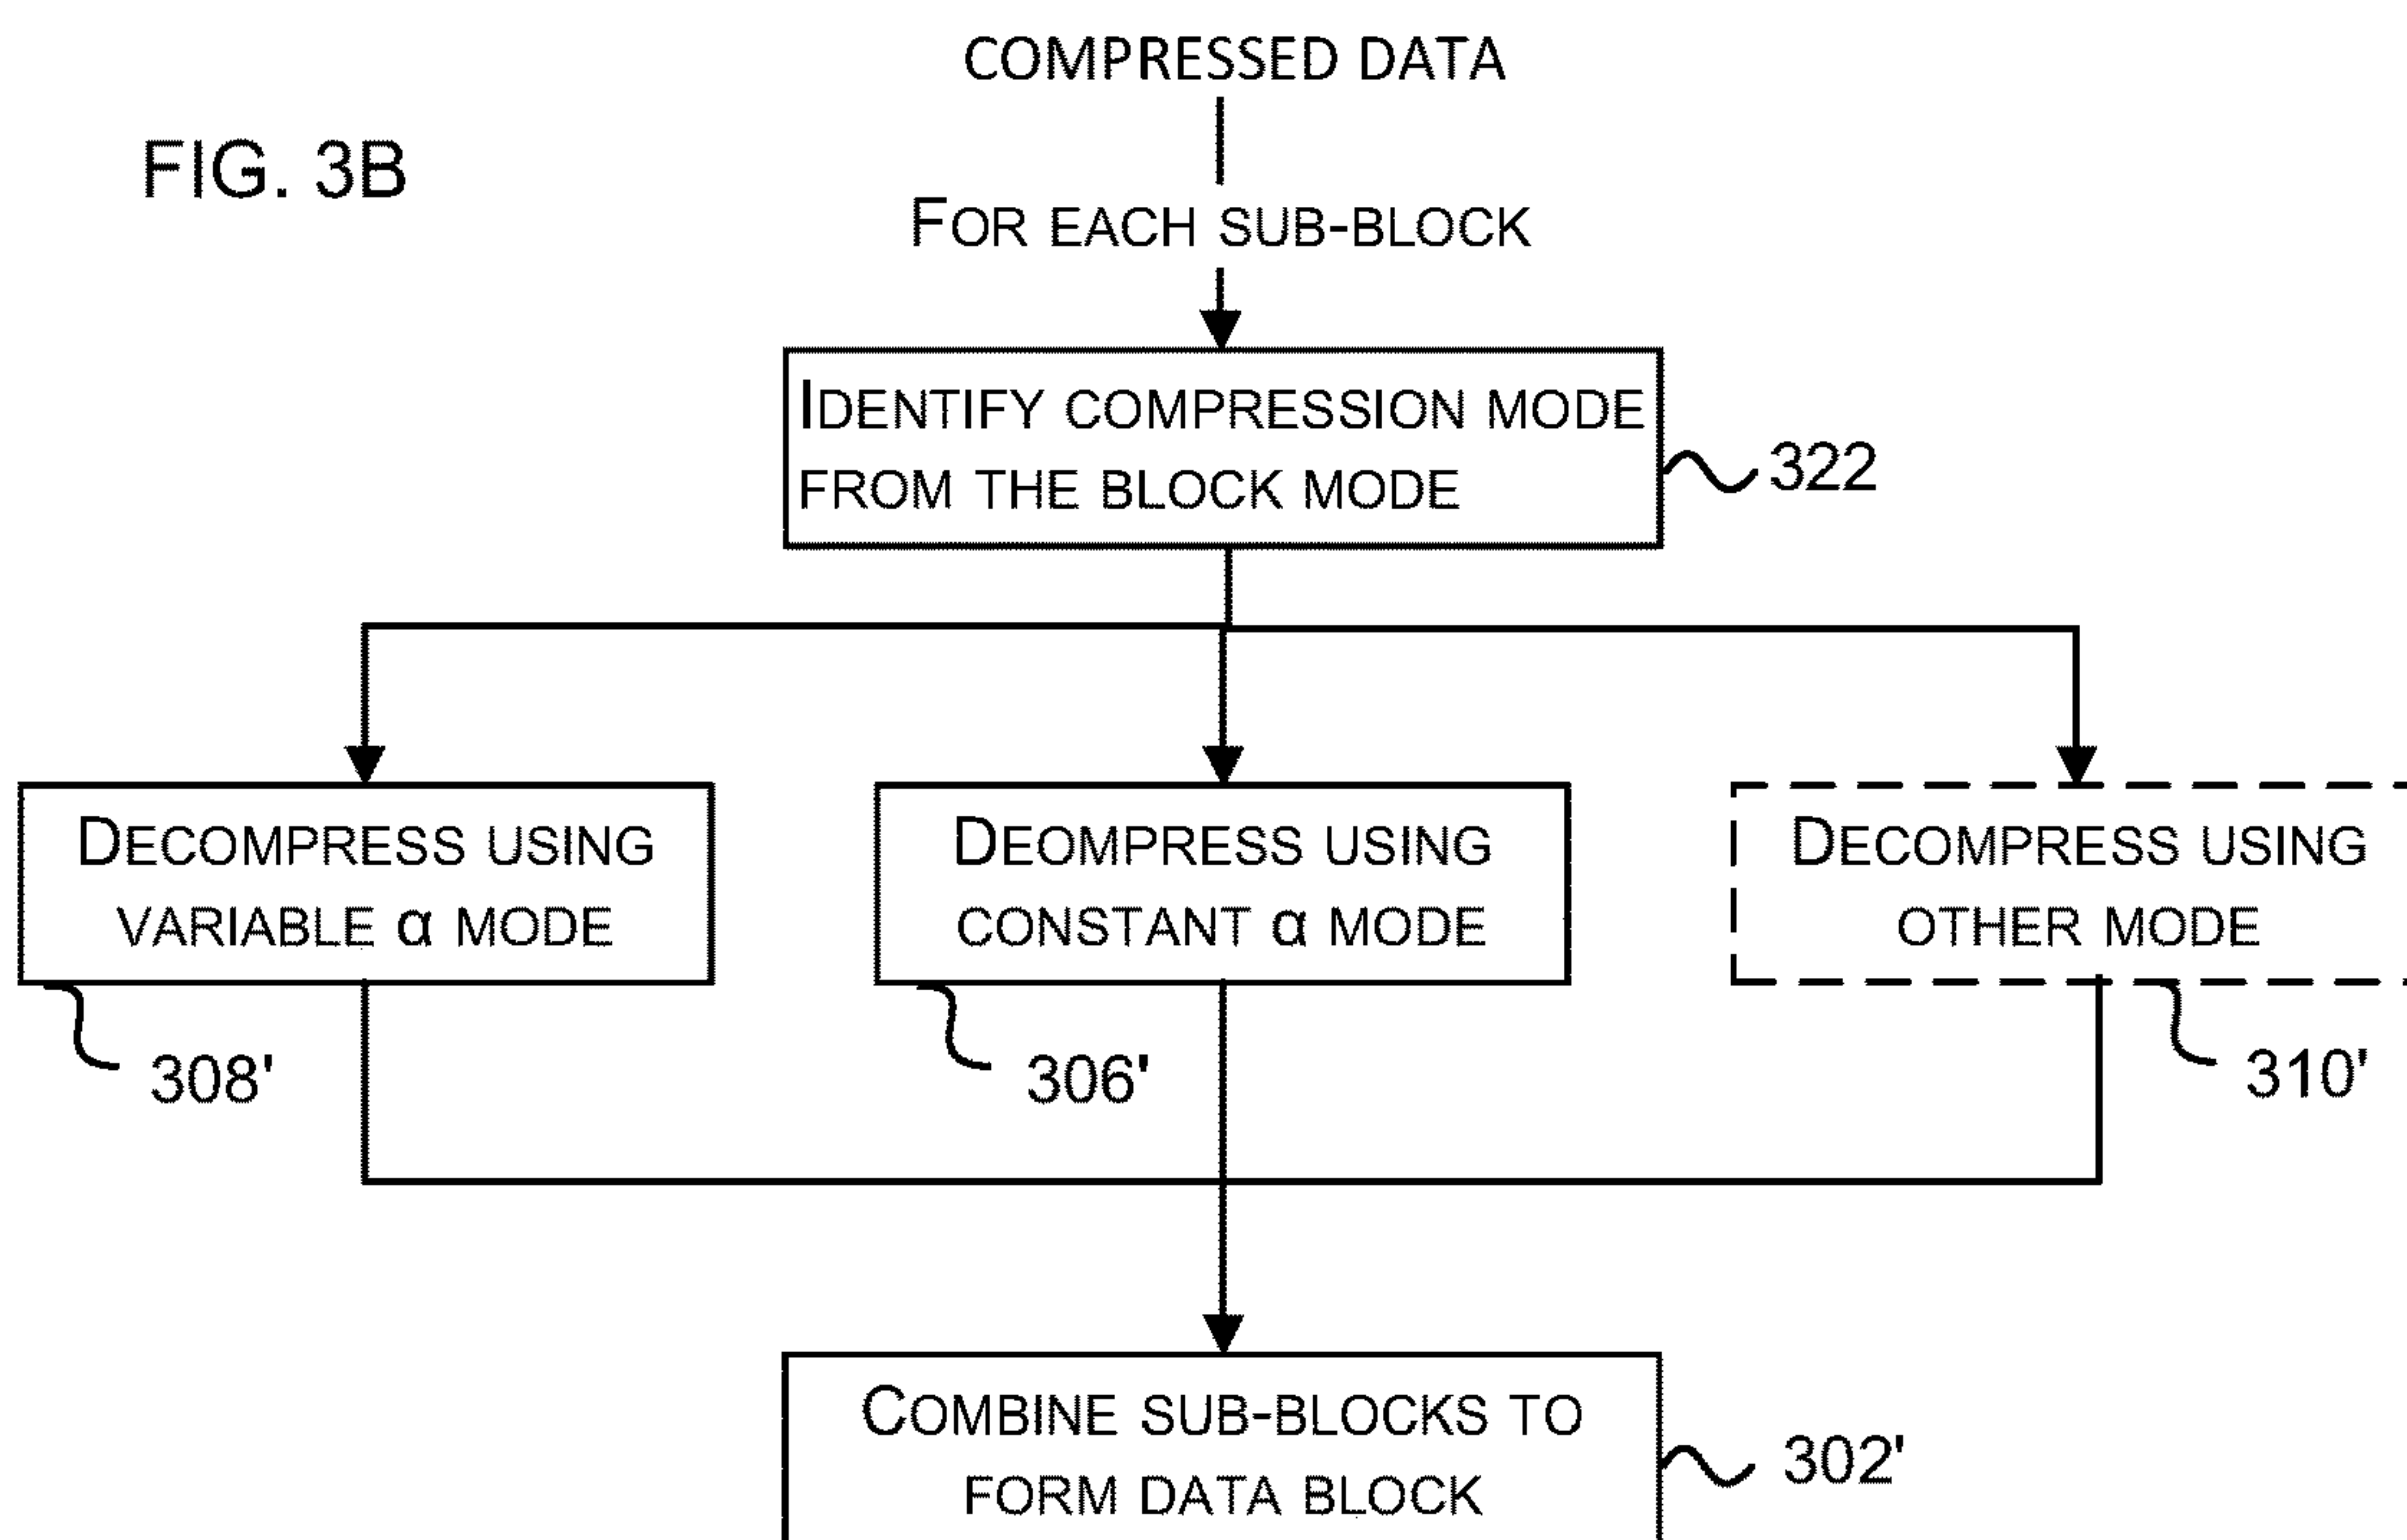 COMPRESSED DATA
FIG. 3B
FOR EACH SUB-BLOCK
IDENTIFY COMPRESSION MODE
FROM THE BLOCK MODE
322
DECOMPRESS USING
VARIABLE α MODE
308'
DEOMPRESS USING
CONSTANT α MODE
306'
DECOMPRESS USING
OTHER MODE
310'
COMBINE SUB-BLOCKS TO
FORM DATA BLOCK
302'